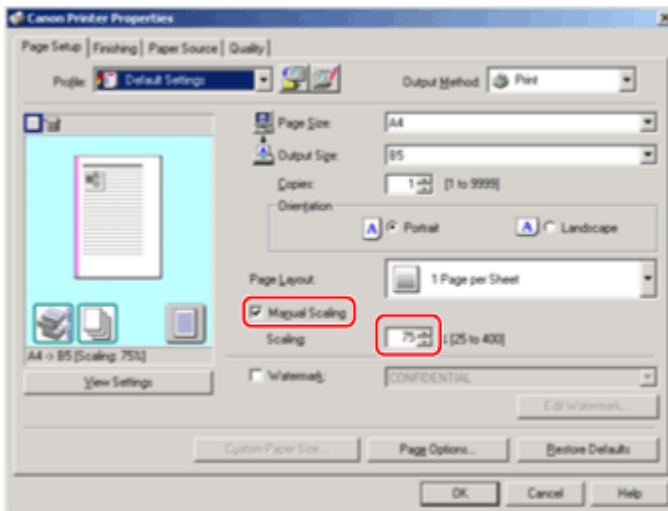 Canon Printer Properties
Page Setup Finishing Paper Source Quality
Profile: Default Settings Output Method: Print
Page Size: A4
Output Size: B5
Copies: 1 [1 to 9999]
Orientation
A Portrait A Landscape
Page Layout: 1 Page per Sheet
Manual Scaling
Scaling: 75 % [25 to 400]
A4 -> B5 [Scaling: 75%]
View Settings
Watermark: CONFIDENTIAL
Edit Watermark...
Custom Paper Size... Page Options... Restore Defaults
OK Cancel Help